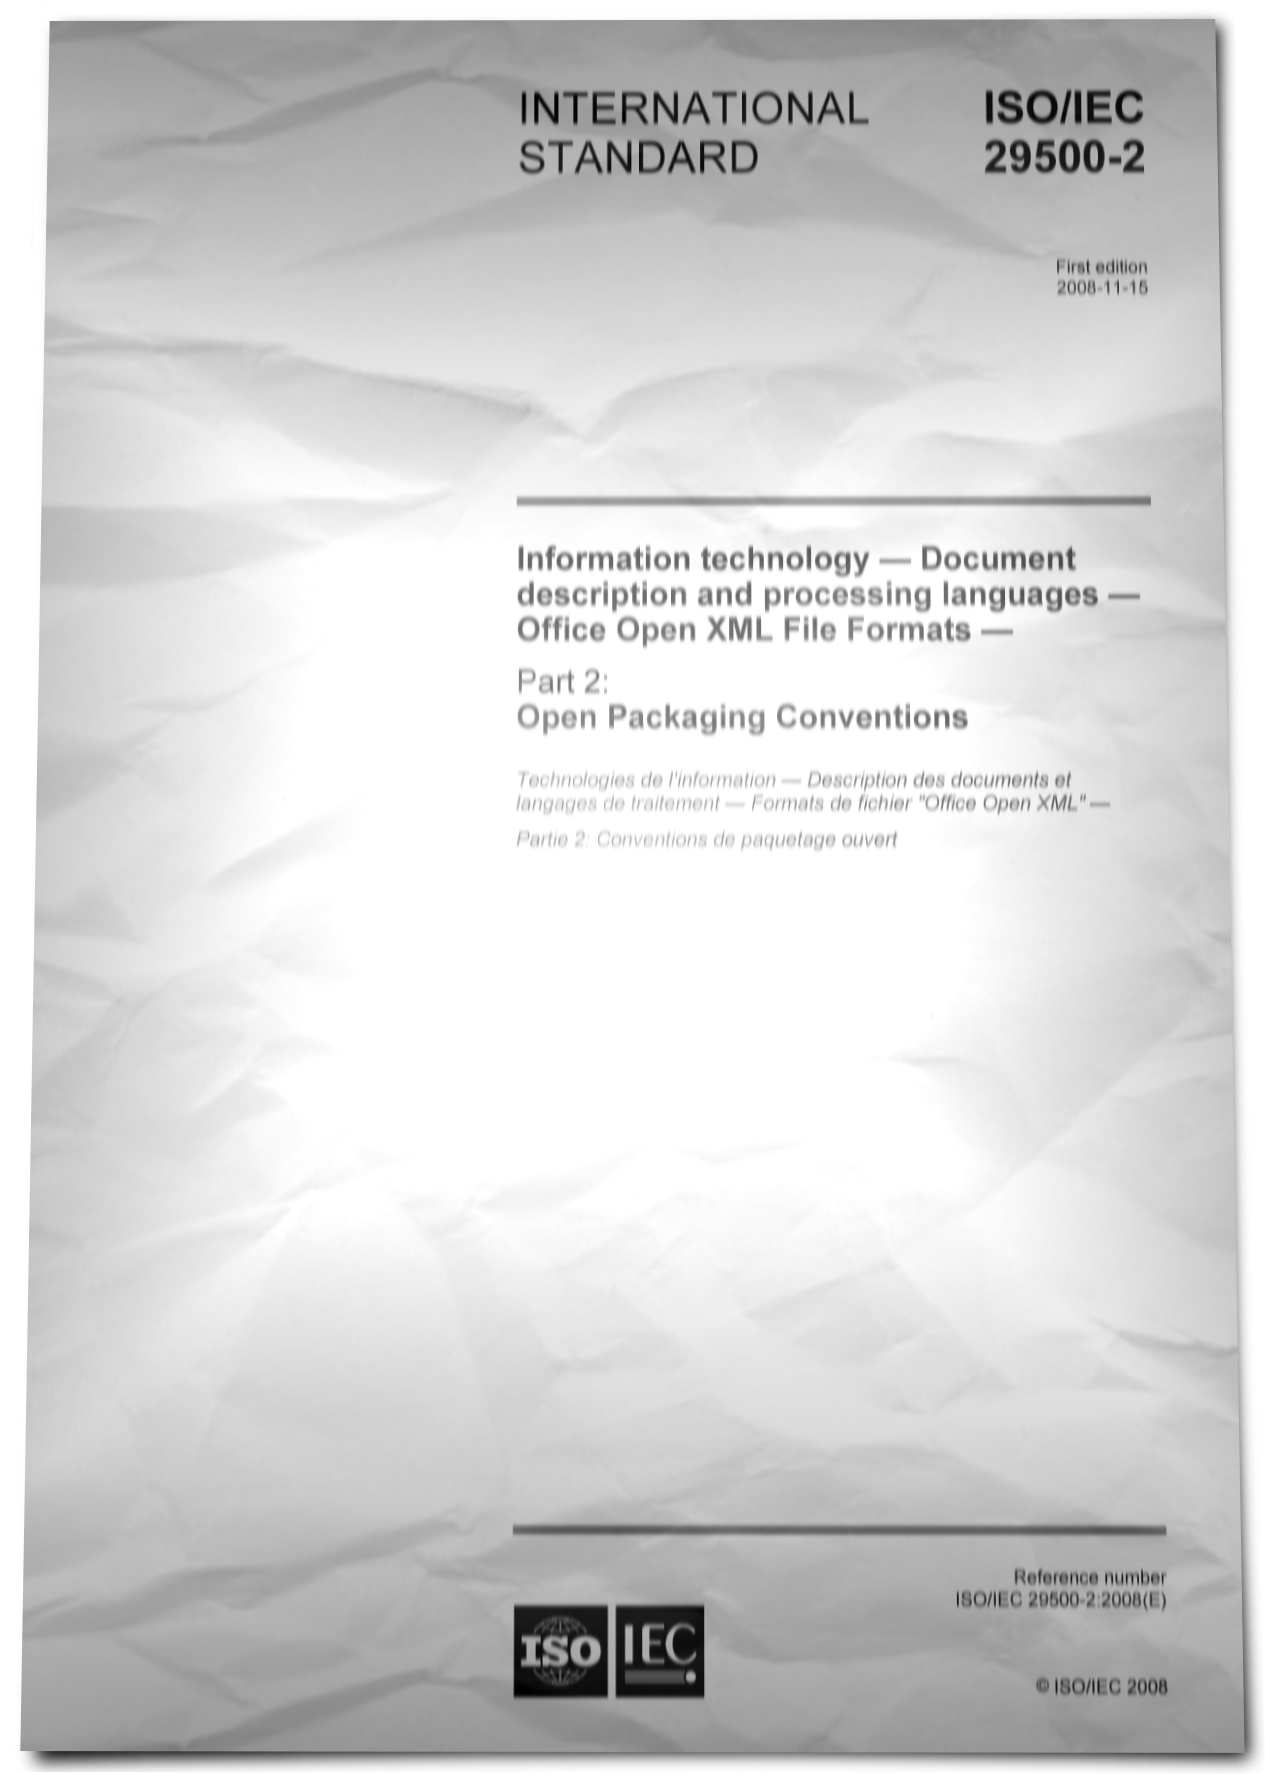 INTERNATIONAL
STANDARD
ISO/IEC
29500-2
First edition
2008-11-15
Information technology — Document
description and processing languages —
Office Open XML File Formats —
Part 2:
Open Packaging Conventions
Technologies de l'information — Description des documents et
langages de traitement — Formats de fichier "Office Open XML" —
Partie 2: Conventions de paquetage ouvert
Reference number
ISO/IEC 29500-2:2008(E)
ISO IEC
© ISO/IEC 2008